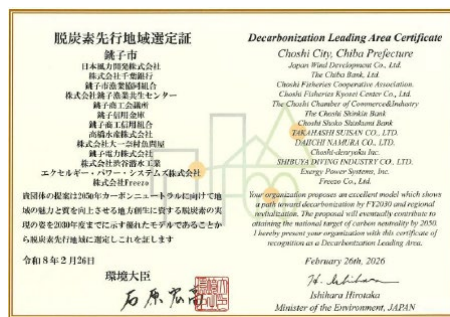 脱炭素先行地域選定証
銚子市
日本風力開発株式会社
株式会社千葉銀行
銚子市漁業協同組合
株式会社銚子漁業共生センター
銚子商工会議所
銚子信用金庫
銚子商工信用組合
高橋水産株式会社
株式会社大一奈村魚問屋
銚子電力株式会社
株式会社渋谷潜水工業
エクセルギー・パワー・システムズ株式会社
株式会社Freezo
貴団体の提案は2050年カーボンニュートラルに向けて地
域の魅力と質を向上させる地方創生に資する脱炭素の実
現の姿を2030年度までに示す優れたモデルであることか
ら脱炭素先行地域に選定しこれを証します
令和8年2月26日
環境大臣
石原宏高
Decarbonization Leading Area Certificate
Choshi City, Chiba Prefecture
Japan Wind Development Co., Ltd.
The Chiba Bank, Ltd.
Choshi Fisheries Cooperative Association.
Choshi Fisheries Kyosei Center Co., Ltd.
The Choshi Chamber of Commerce&Industry
The Choshi Shinkin Bank
Choshi Shoko Shinkumi Bank
TAKAHASHI SUISAN CO., LTD.
DAIICHI NAMURA CO., LTD.
Choshi-denryoku Inc.
SHIBUYA DIVING INDUSTRY CO., LTD.
Exergy Power Systems, Inc.
Freezo Co., Ltd.
Your organization proposes an excellent model which shows
a path toward decarbonization by FY2030 and regional
revitalization. The proposal will eventually contribute to
attaining the national target of carbon neutrality by 2050.
I hereby present your organization with this certificate of
recognition as a Decarbonization Leading Area.
February 26th, 2026
H. Ishihara
Ishihara Hirotaka
Minister of the Environment, JAPAN